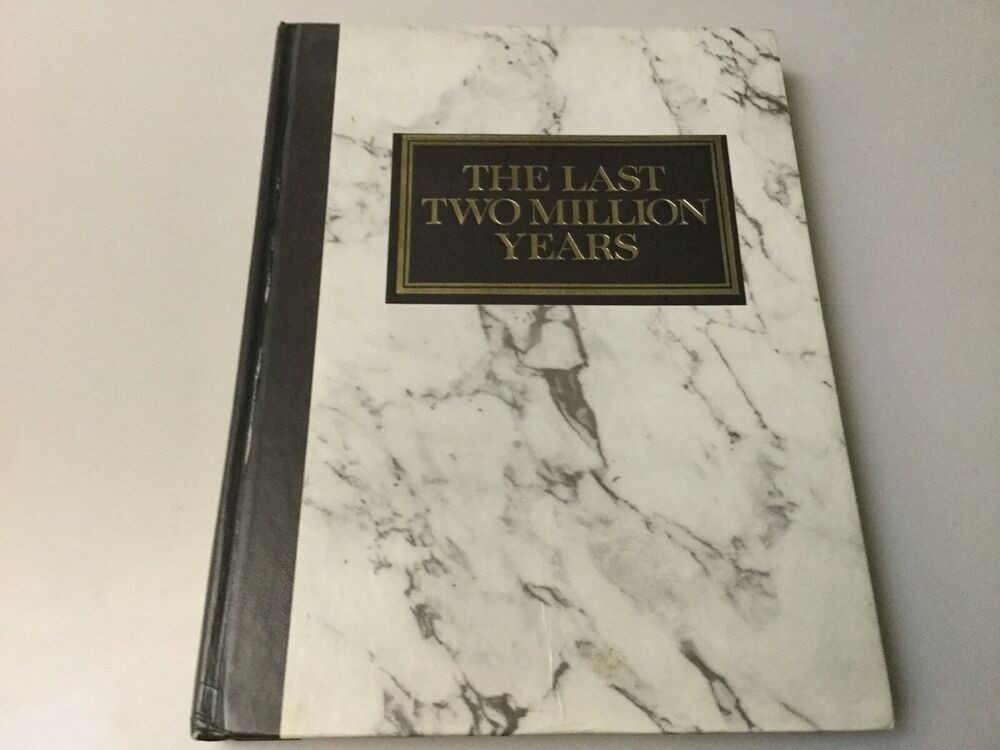 THE LAST
TWO MILLION
YEARS